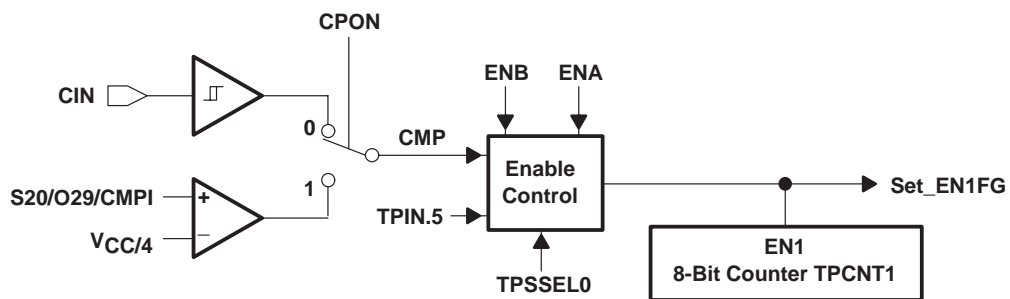 CPON
ENB ENA
CIN
0
CMP
Enable
Control
1
S20/O29/CMPI
+
Set_EN1FG
TPIN.5
VCC/4
–
EN1
8-Bit Counter TPCNT1
TPSSEL0